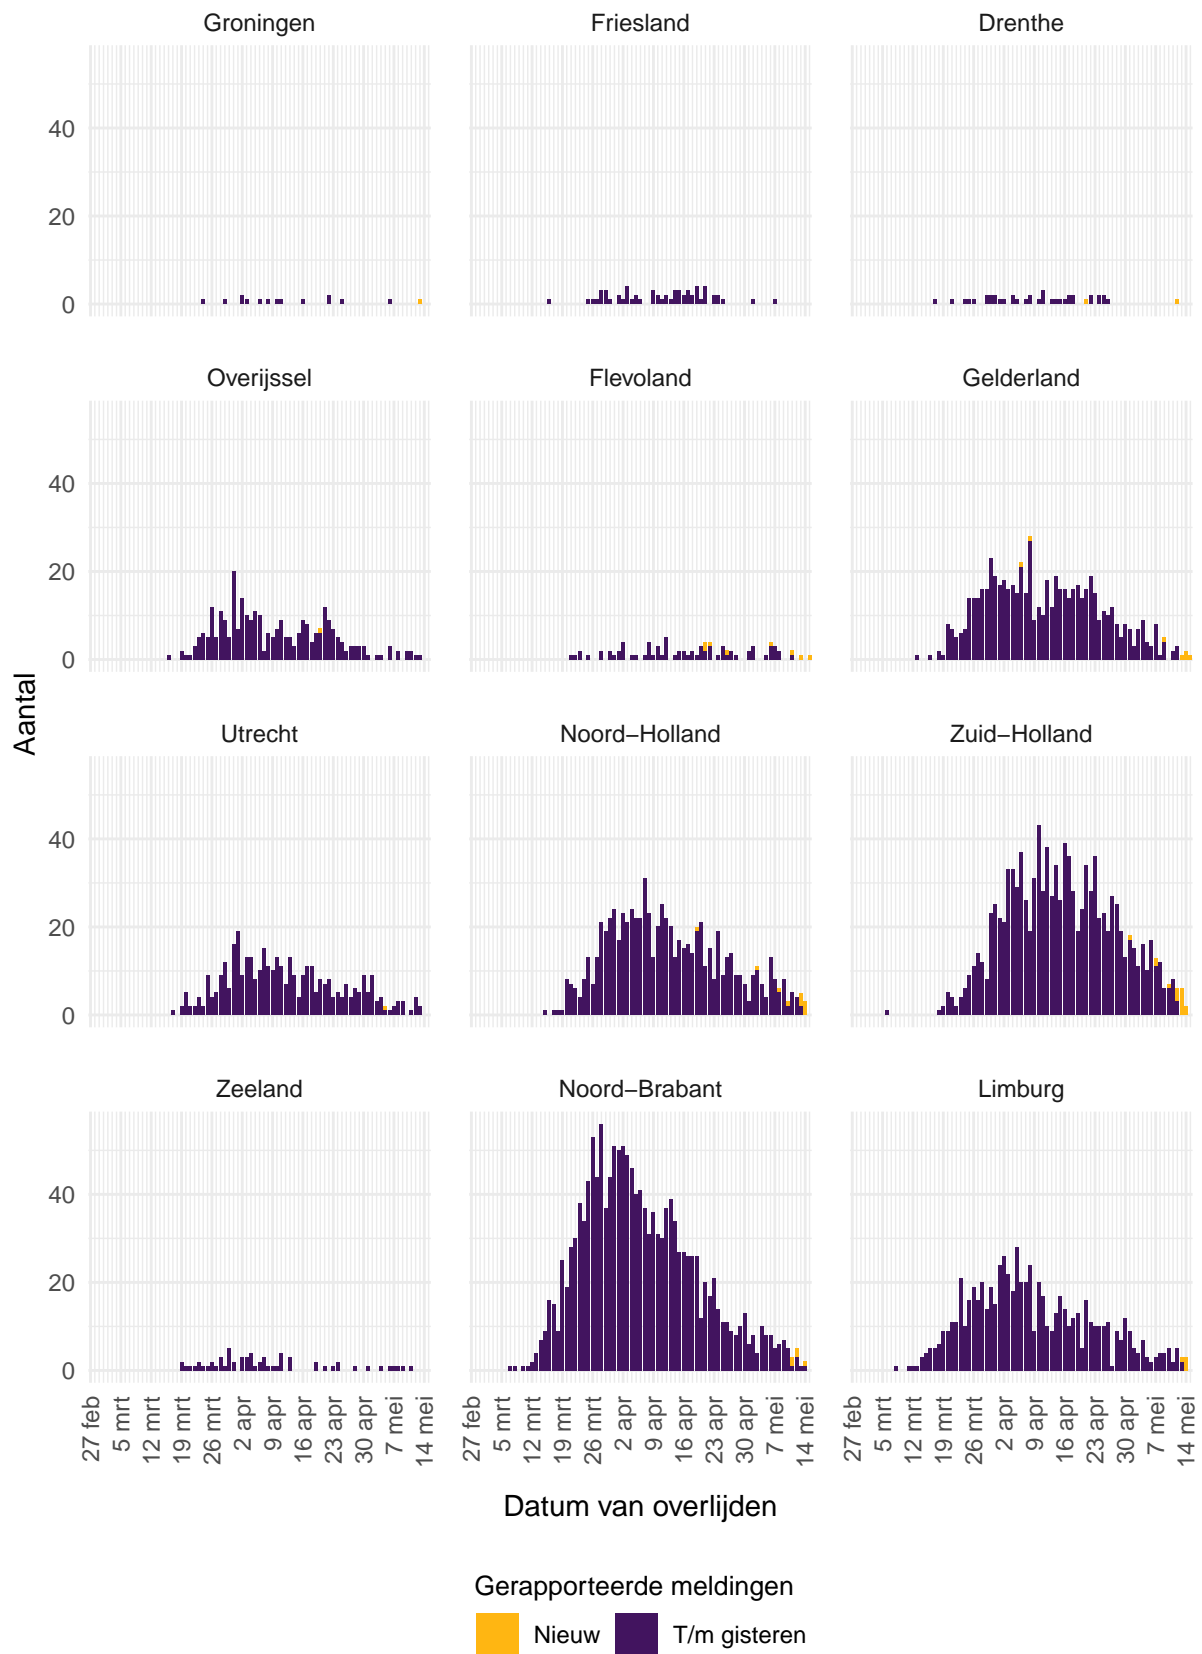 Groningen Friesland Drenthe
40
20
0
Overijssel Flevoland Gelderland
40
20
0
Aantal
Utrecht Noord−Holland Zuid−Holland
40
20
0
Zeeland Noord−Brabant Limburg
40
20
0
27 feb 5 mrt 12 mrt 19 mrt 26 mrt 2 apr 9 apr 16 apr 23 apr 30 apr 7 mei 14 mei 27 feb 5 mrt 12 mrt 19 mrt 26 mrt 2 apr 9 apr 16 apr 23 apr 30 apr 7 mei 14 mei 27 feb 5 mrt 12 mrt 19 mrt 26 mrt 2 apr 9 apr 16 apr 23 apr 30 apr 7 mei 14 mei
Datum van overlijden
Gerapporteerde meldingen
Nieuw T/m gisteren